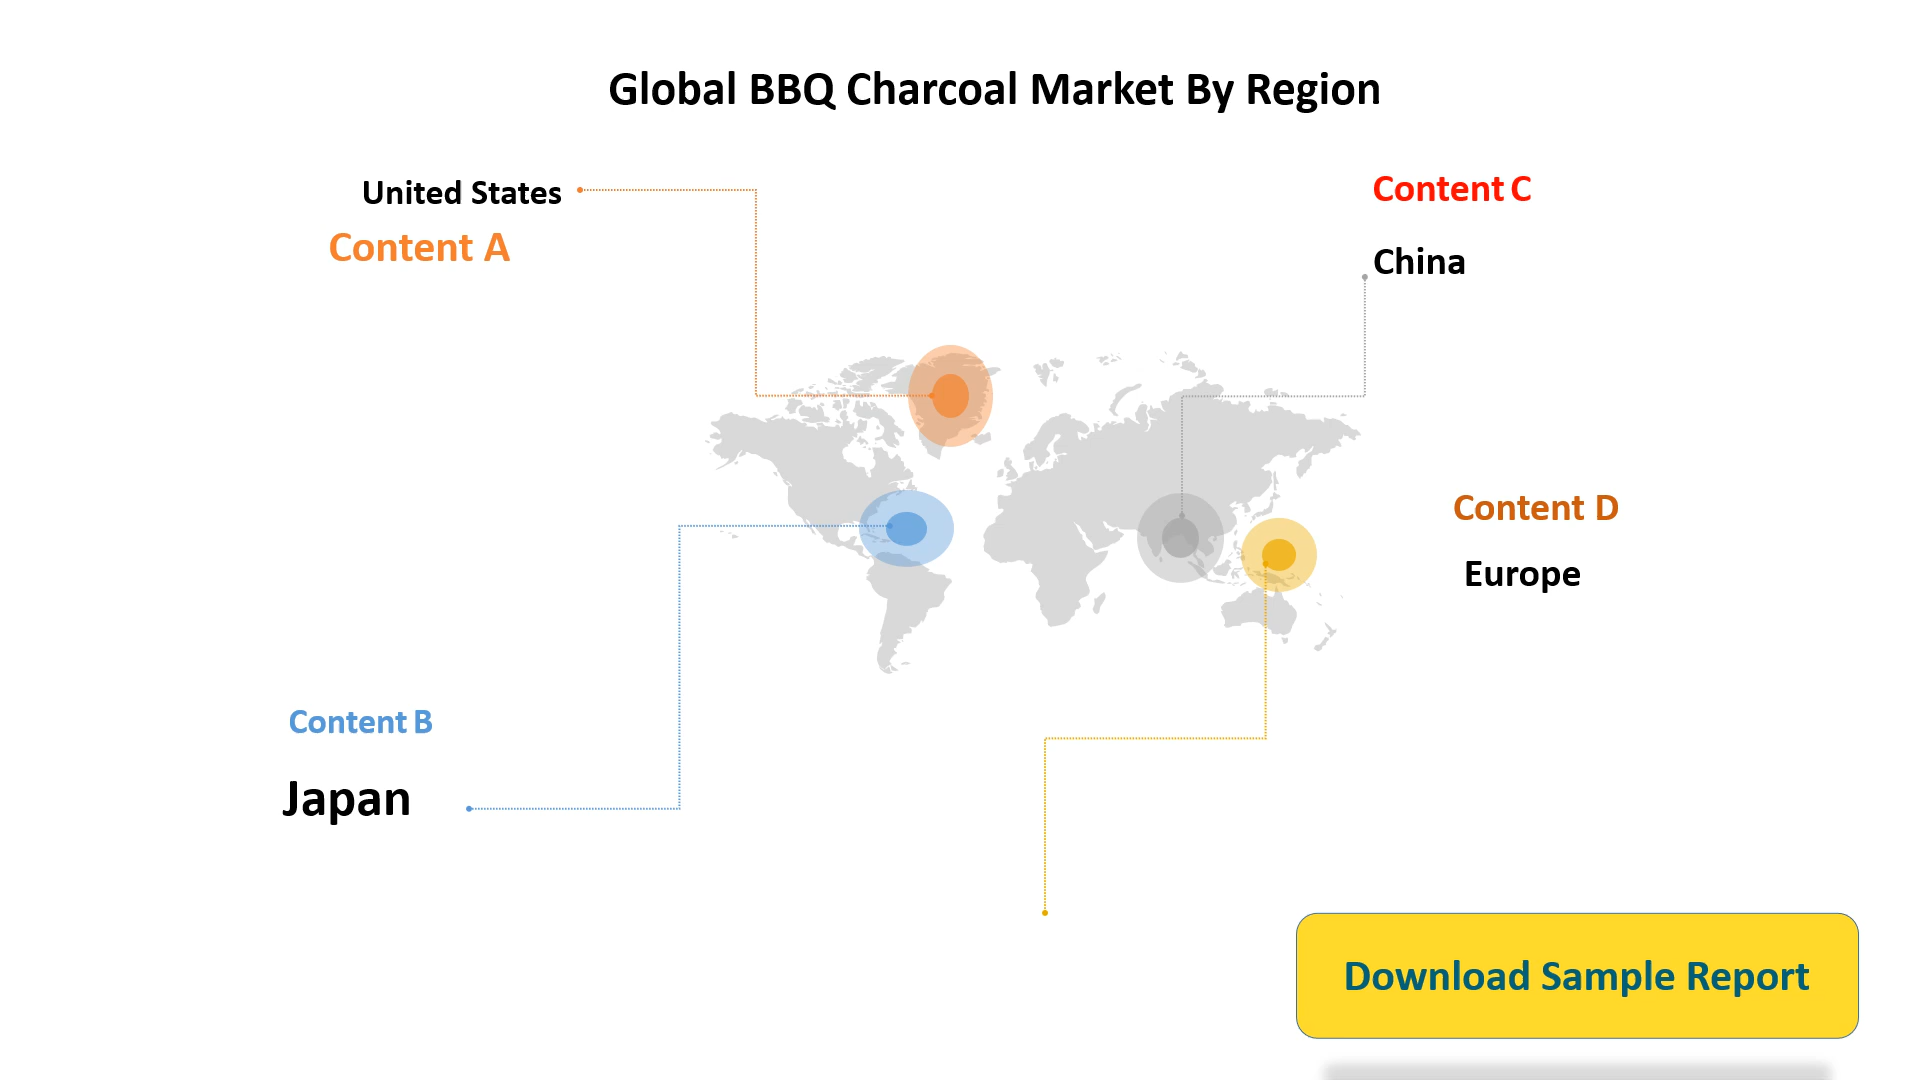 Global BBQ Charcoal Market By Region
United States
Content A
Content C
China
Content D
Europe
Content B
Japan
Download Sample Report